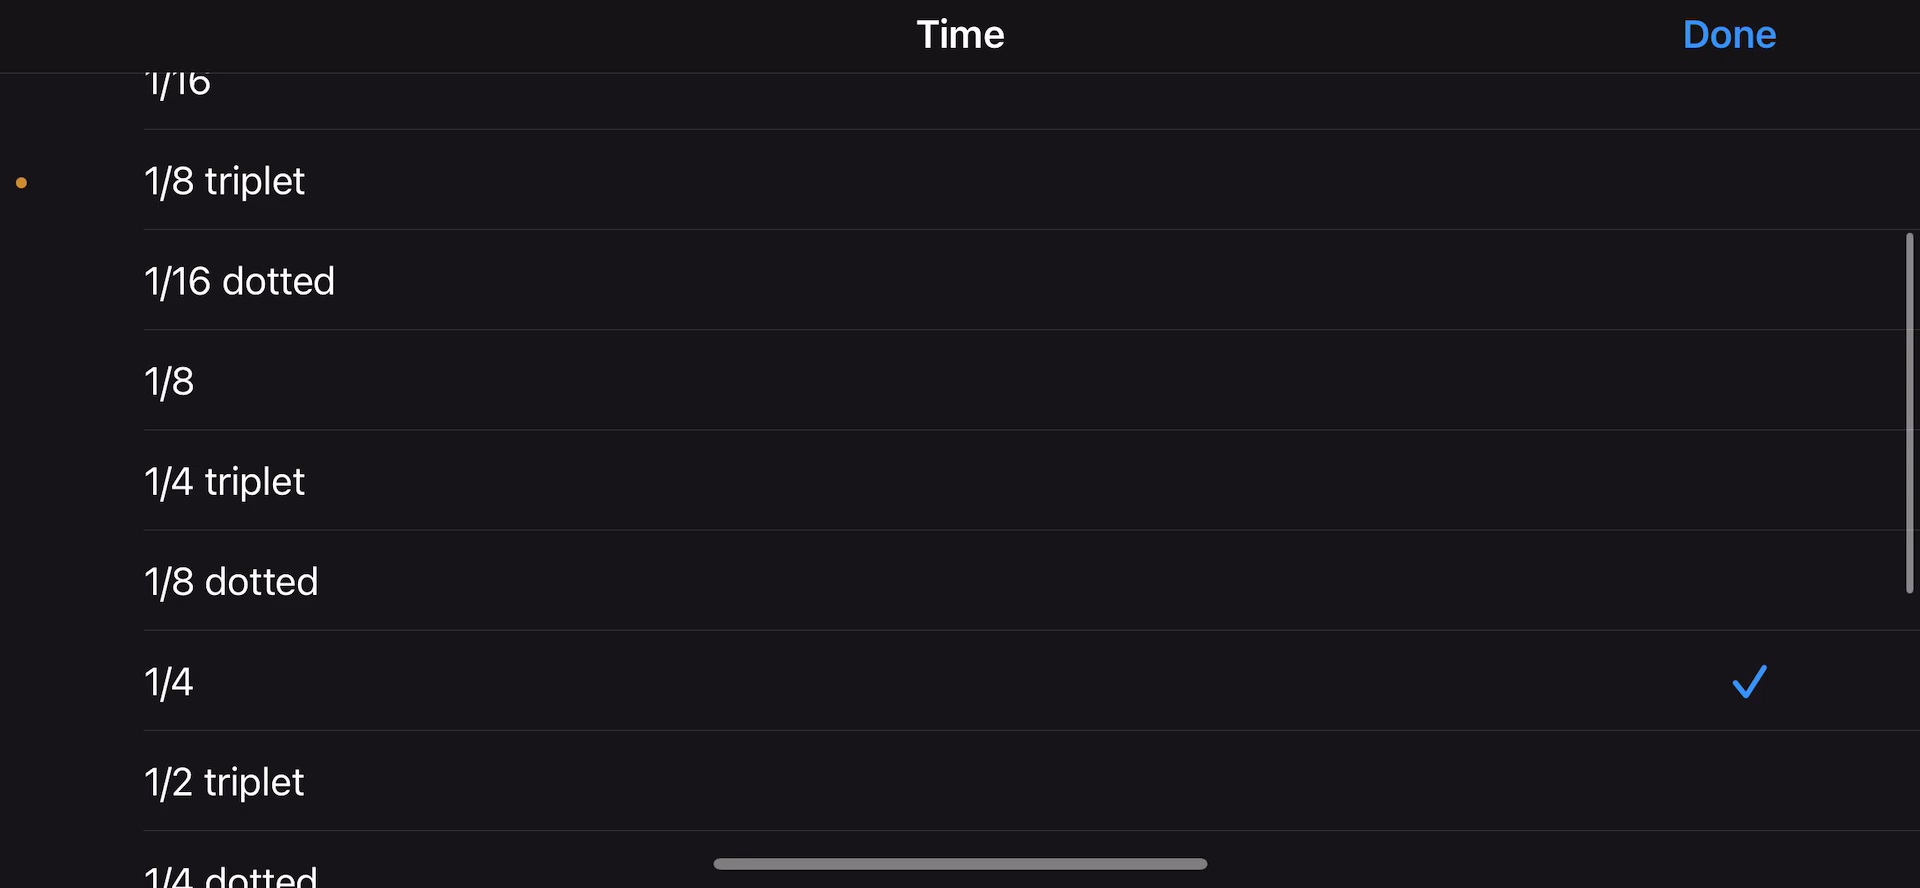 Time
Done
1/16
1/8 triplet
1/16 dotted
1/8
1/4 triplet
1/8 dotted
1/4
1/2 triplet
1/4 dotted